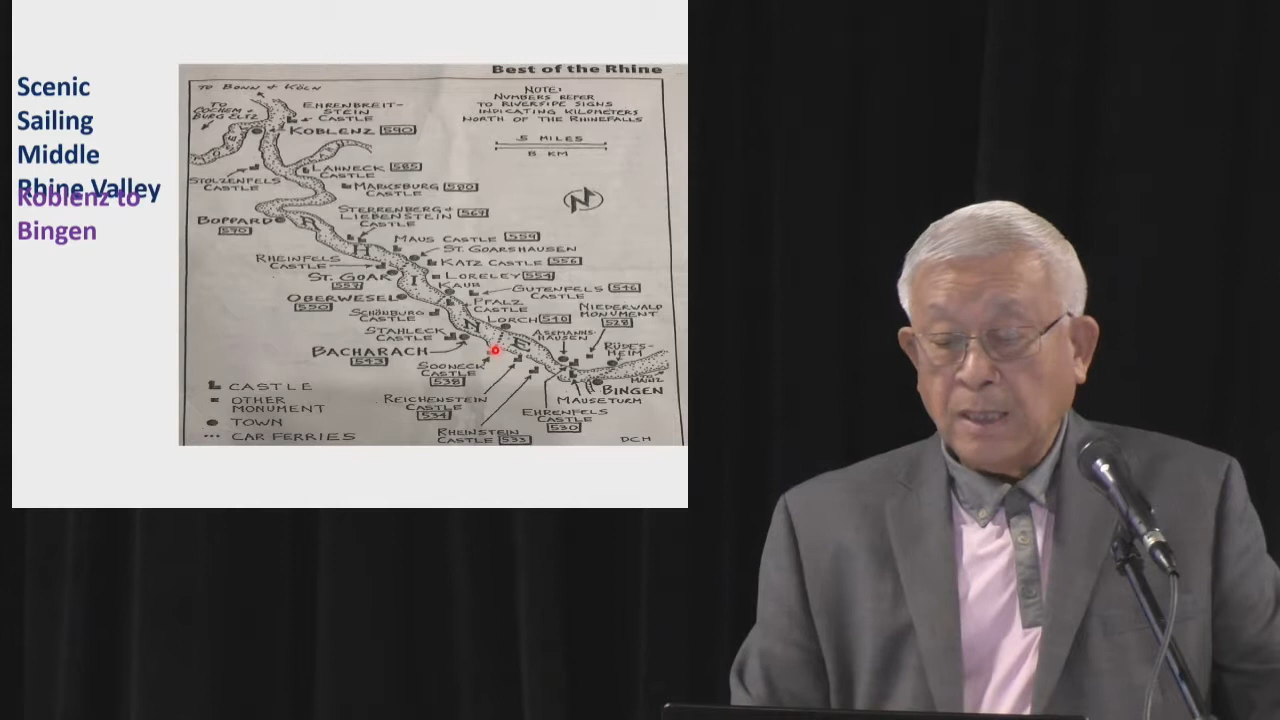 Scenic
Sailing
Middle
Rhine Valley
Koblenz to
Bingen
Best of the Rhine
TO BONN & KÖLN
TO
COCHEM &
BURG ELTZ
EHRENBREIT-
STEIN
CASTLE
KOBLENZ 590
NOTE:
NUMBERS REFER
TO RIVERSIDE SIGNS
INDICATING KILOMETERS
NORTH OF THE RHINEFALLS
5 MILES
8 KM
N
STOLZENFELS
CASTLE
LAHNECK 585
CASTLE
MARKSBURG 580
CASTLE
BOPPARD
570
STERRENBERG &
LIEBENSTEIN 567
CASTLE
RHINE
MAUS CASTLE 559
ST. GOARSHAUSEN
RHEINFELS
CASTLE
KATZ CASTLE 556
ST. GOAR
557
LORELEY 554
KAUB
OBERWESEL
550
GUTENFELS 546
CASTLE
PFALZ
CASTLE
NIEDERWALD
MONUMENT
528
SCHÖNBURG
CASTLE
LORCH 540
STAHLECK
CASTLE
ASSMANNS-
HAUSEN
RÜDES-
HEIM
BACHARACH
543
SOONECK
CASTLE
538
TO
MAINZ
BINGEN
MAUSETURM
REICHENSTEIN
CASTLE
534
EHRENFELS
CASTLE
530
RHEINSTEIN
CASTLE 533
CASTLE
OTHER
MONUMENT
TOWN
CAR FERRIES
DCH